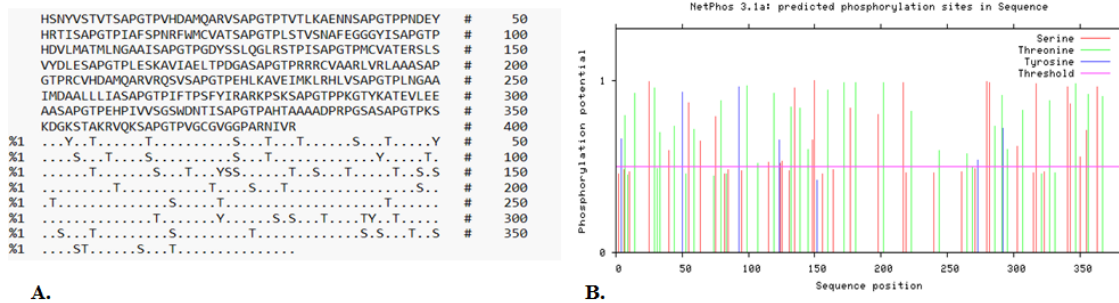 HSNYVSTVTSAPGTPVHDAMQARVSAPGTPTVTLKAENNSAPGTPPNDEY # 50
HRTISAPGTPIAFSPNRFWMCVATSAPGTPLSTVSNAFEGGGYISAPGTP # 100
HDVLMATMLNGAAISAPGTPGDYSSLQGLRSTPISAPGTPMCVATERSLS # 150
VYDLESAPGTPLESKAVIAELTPDGASAPGTPRRRCVAARLVRLAAASAP # 200
GTPRCVHDAMQARVRQSVSAPGTPEHLKAVEIMKLRHLVSAPGTPLNGAA # 250
IMDAALLLIASAPGTPIFTPSFYIRARKPSKSAPGTPPKGTYKATEVLEE # 300
AASAPGTPEHPIVVSGSWDNTISAPGTPAHTAAAADPRPGSASAPGTPKS # 350
KDGKSTAKRVQKSAPGTPVGCGVGGPARNIVR # 400
%1 ...Y..T......T..........S...T...T......S...T.....Y # 50
%1 ....S...T....S..........S...T.............Y.....T. # 100
%1 ......T.......S...T...YSS......T..S...T.....T..S.S # 150
%1 .........T...........T....S...T................S.. # 200
%1 .T..............S.....T....................T...... # 250
%1 ..............T.......Y......S.S...T....TY..T..... # 300
%1 ..S...T.........S.........T............S.S...T...S # 350
%1 ....ST......S...T...............
A.
NetPhos 3.1a: predicted phosphorylation sites in Sequence
Serine
Threonine
Tyrosine
Threshold
Phosphorylation potential
1
0
0 50 100 150 200 250 300 350
Sequence position
B.